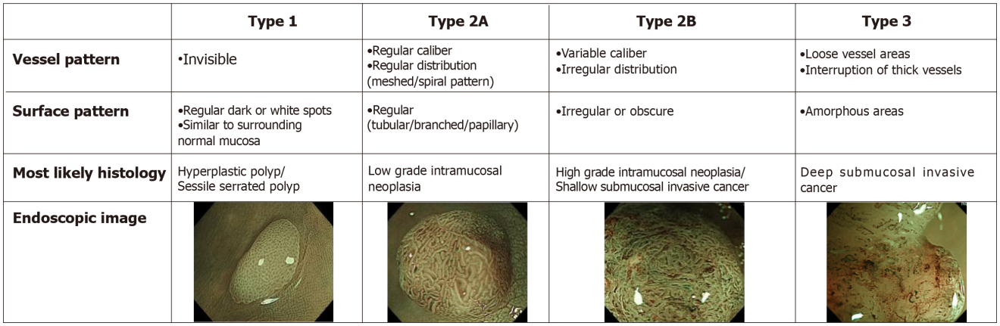 Type 1
Type 2A
Type 2B
Type 3
Vessel pattern
•Invisible
•Regular caliber
•Regular distribution
(meshed/spiral pattern)
•Variable caliber
•Irregular distribution
•Loose vessel areas
•Interruption of thick vessels
Surface pattern
•Regular dark or white spots
•Similar to surrounding
normal mucosa
•Regular
(tubular/branched/papillary)
•Irregular or obscure
•Amorphous areas
Most likely histology
Hyperplastic polyp/
Sessile serrated polyp
Low grade intramucosal
neoplasia
High grade intramucosal neoplasia/
Shallow submucosal invasive cancer
Deep submucosal invasive
cancer
Endoscopic image